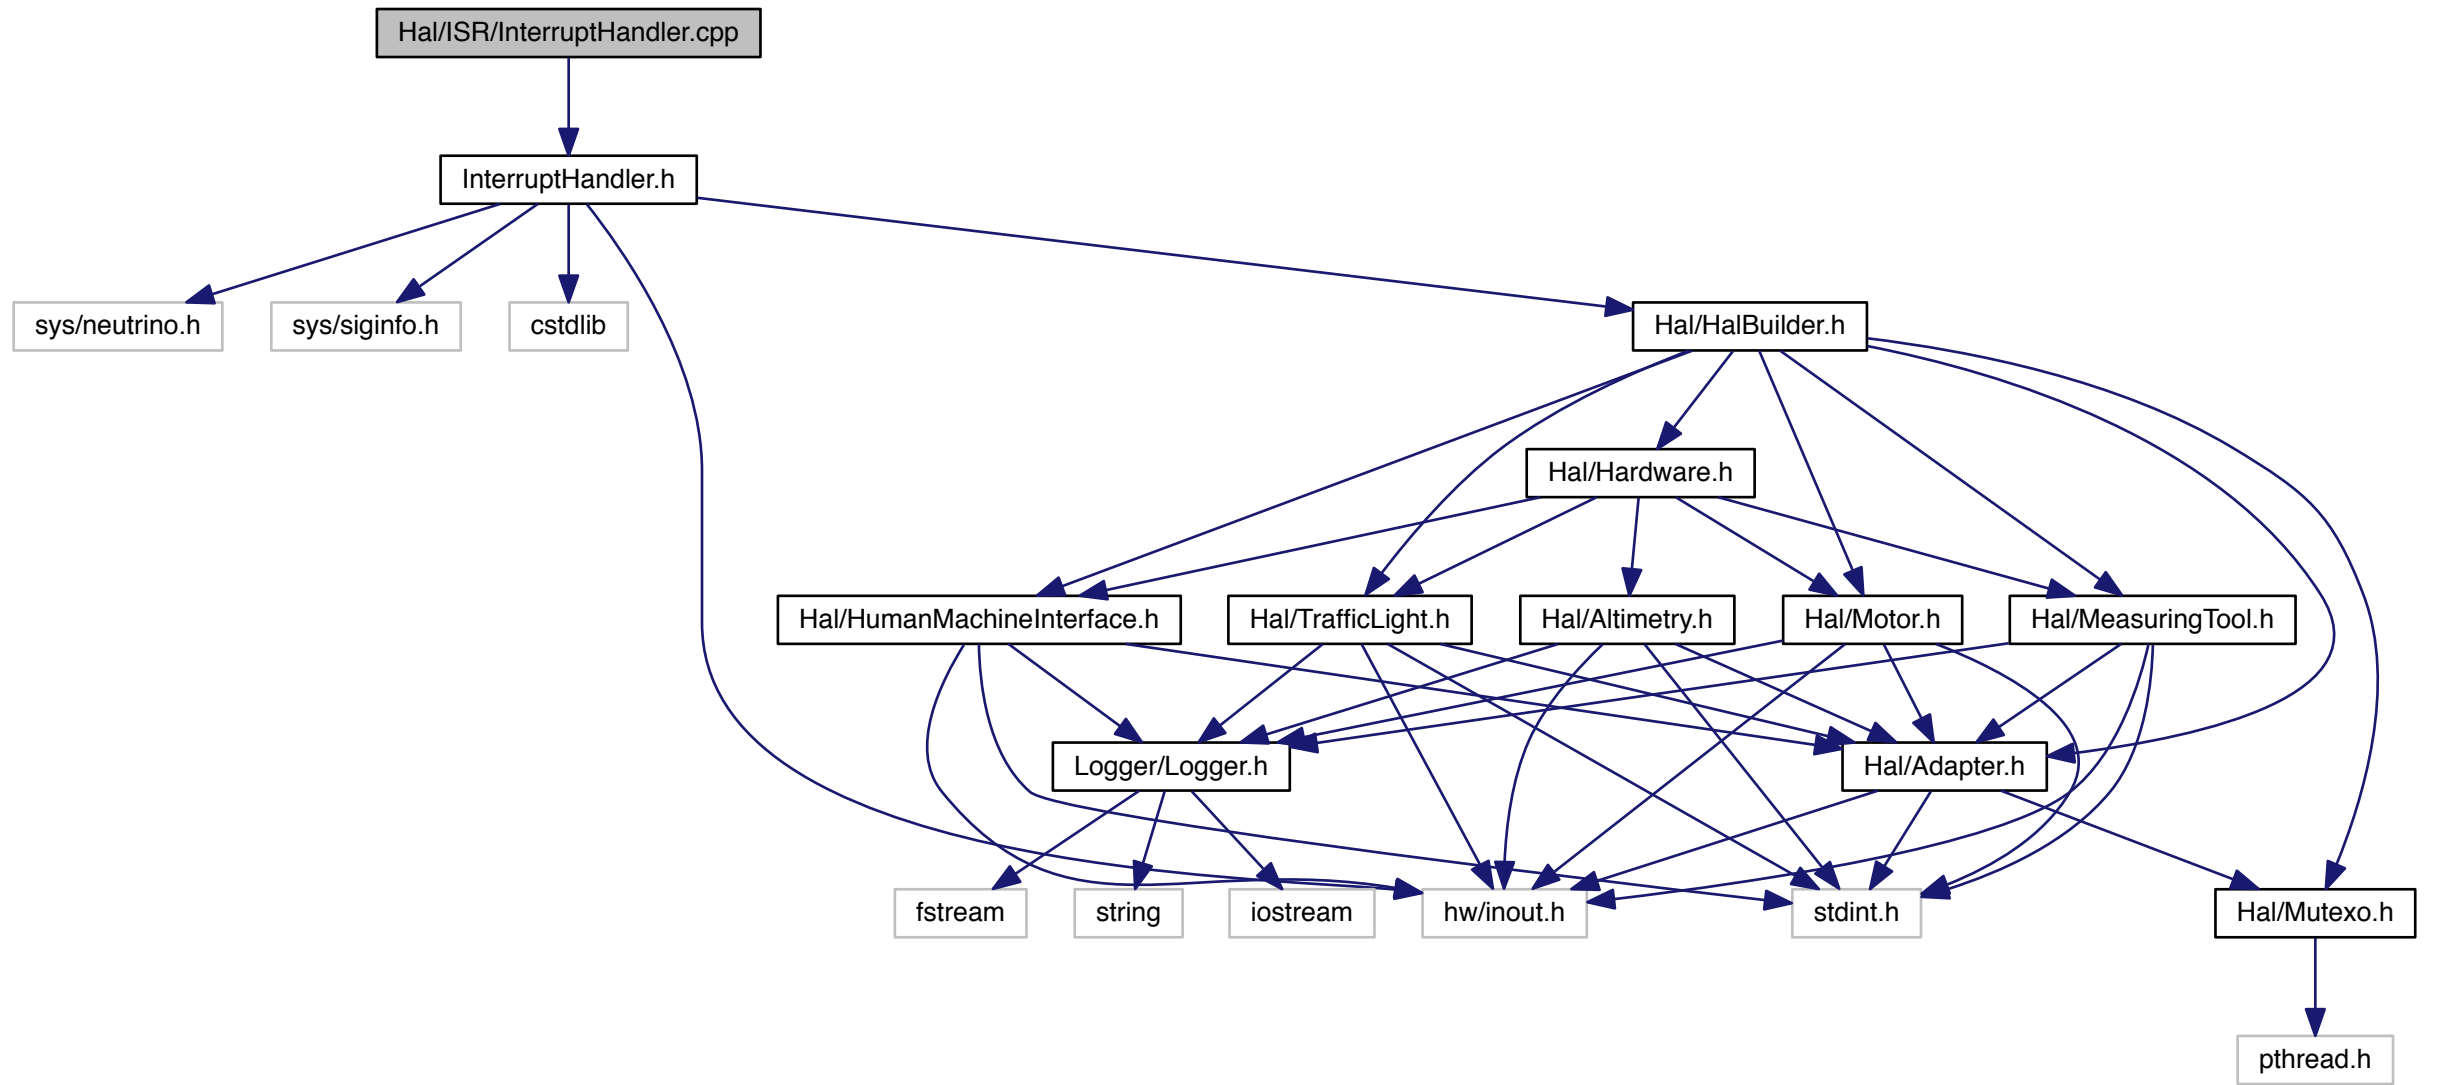 Hal/ISR/InterruptHandler.cpp
InterruptHandler.h
sys/neutrino.h
sys/siginfo.h
cstdlib
Hal/HalBuilder.h
Hal/Hardware.h
Hal/HumanMachineInterface.h
Hal/TrafficLight.h
Hal/Altimetry.h
Hal/Motor.h
Hal/MeasuringTool.h
Logger/Logger.h
Hal/Adapter.h
fstream
string
iostream
hw/inout.h
stdint.h
Hal/Mutexo.h
pthread.h